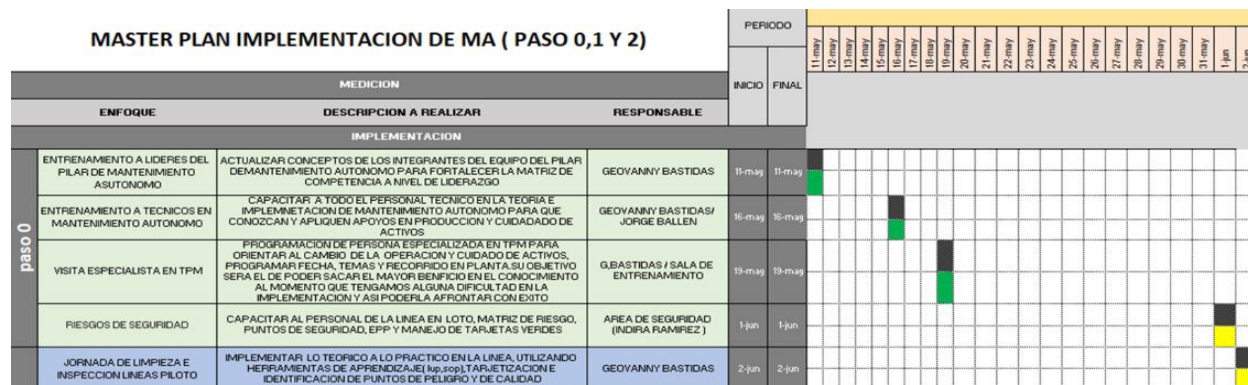 MASTER PLAN IMPLEMENTACION DE MA ( PASO 0,1 Y 2)
PERIODO
11-may 12-may 13-may 14-may 15-may 16-may 17-may 18-may 19-may 20-may 21-may 22-may 23-may 24-may 25-may 26-may 27-may 28-may 29-may 30-may 31-may 1-jun 2-jun
MEDICION
INICIO FINAL
ENFOQUE DESCRIPCION A REALIZAR RESPONSABLE
IMPLEMENTACION
paso 0
ENTRENAMIENTO A LIDERES DEL
PILAR DE MANTENIMIENTO
ASUTONOMO
ACTUALIZAR CONCEPTOS DE LOS INTEGRANTES DEL EQUIPO DEL PILAR
DEMANTENIMIENTO AUTONOMO PARA FORTALECER LA MATRIZ DE
COMPETENCIA A NIVEL DE LIDERAZGO
GEOVANNY BASTIDAS
11-may 11-may
ENTRENAMIENTO A TECNICOS EN
MANTENIMIENTO AUTONOMO
CAPACITAR A TODO EL PERSONAL TECNICO EN LA TEORIA E
IMPLEMNETACION DE MANTENIMIENTO AUTONOMO PARA QUE
CONOZCAN Y APLIQUEN APOYOS EN PRODUCCION Y CUIDADADO DE
ACTIVOS
GEOVANNY BASTIDAS/
JORGE BALLEN
16-may 16-may
VISITA ESPECIALISTA EN TPM
PROGRAMACION DE PERSONA ESPECIALIZADA EN TPM PARA
ORIENTAR AL CAMBIO DE LA OPERACION Y CUIDADO DE ACTIVOS,
PROGRAMAR FECHA, TEMAS Y RECORRIDO EN PLANTA.SU OBJETIVO
SERA EL DE PODER SACAR EL MAYOR BENFICIO EN EL CONOCIMIENTO
AL MOMENTO QUE TENGAMOS ALGUNA DIFICULTAD EN LA
IMPLEMENTACION Y ASI PODERLA AFRONTAR CON EXITO
G,BASTIDAS / SALA DE
ENTRENAMIENTO
19-may 19-may
RIESGOS DE SEGURIDAD
CAPACITAR AL PERSONAL DE LA LINEA EN LOTO, MATRIZ DE RIESGO,
PUNTOS DE SEGURIDAD, EPP Y MANEJO DE TARJETAS VERDES
AREA DE SEGURIDAD
(INDIRA RAMIREZ )
1-jun 1-jun
JORNADA DE LIMPIEZA E
INSPECCION LINEAS PILOTO
IMPLEMENTAR LO TEORICO A LO PRACTICO EN LA LINEA, UTILIZANDO
HERRAMIENTAS DE APRENDIZAJE( lup,sop),TARJETIZACION E
IDENTIFICACION DE PUNTOS DE PELIGRO Y DE CALIDAD
GEOVANNY BASTIDAS
2-jun 2-jun